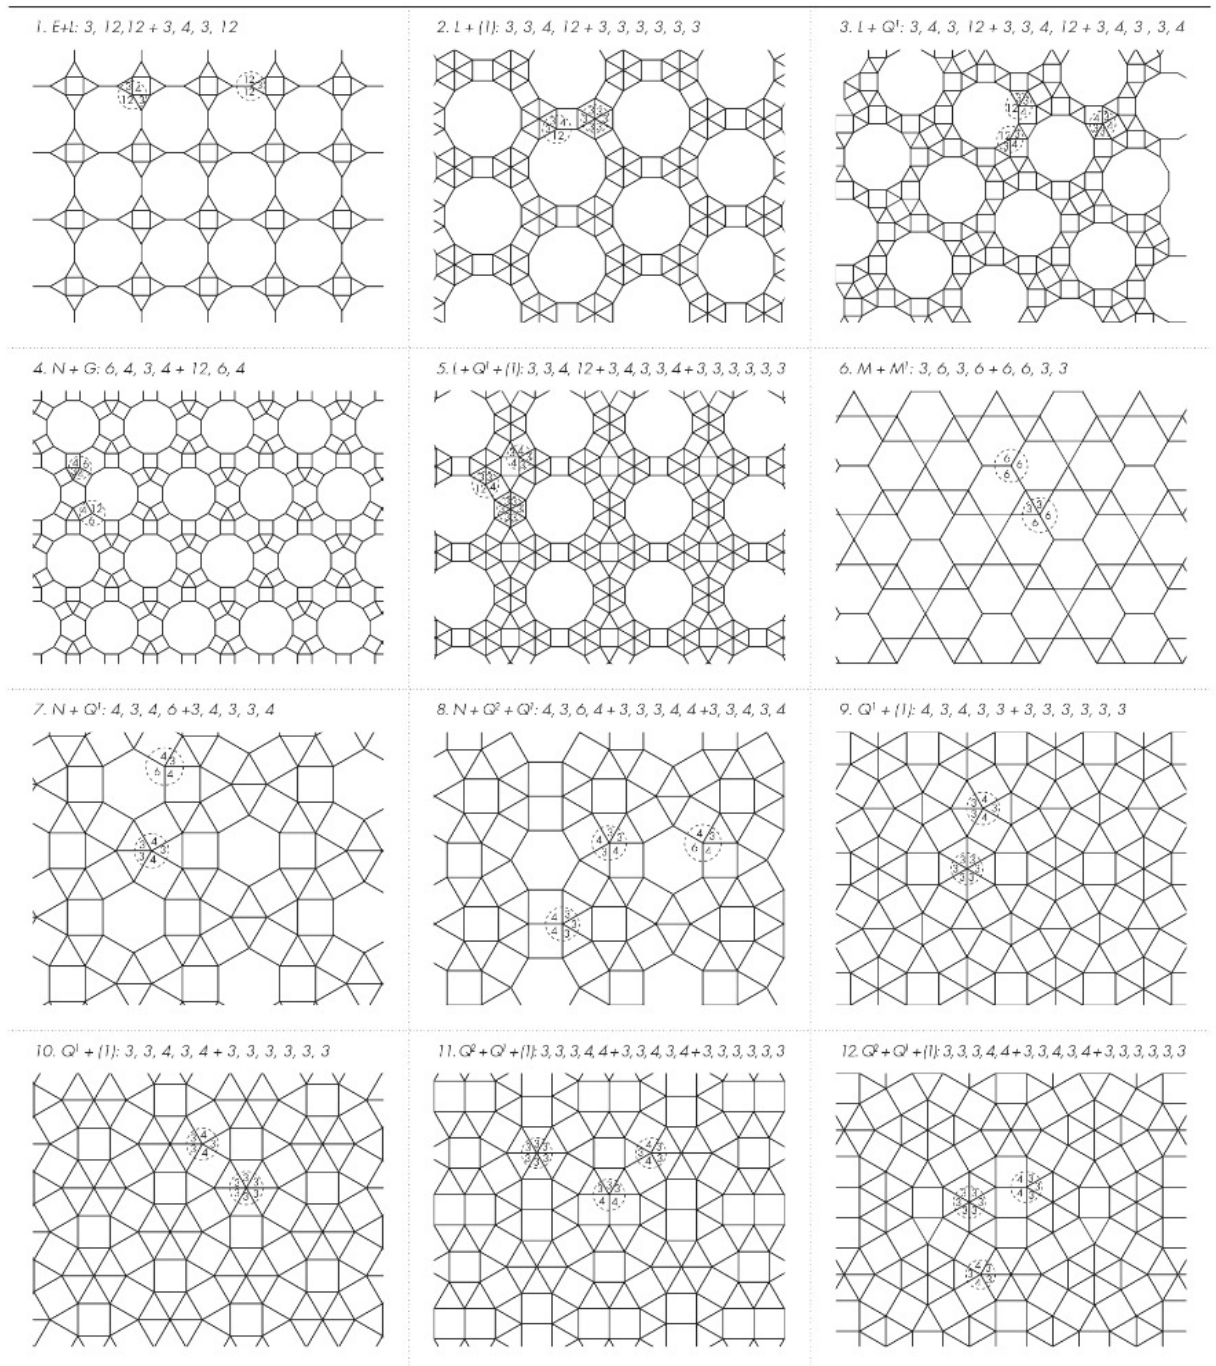 1. E+L: 3, 12,12 + 3, 4, 3, 12
2. L + (1): 3, 3, 4, 12 + 3, 3, 3, 3, 3, 3
3. L + Q¹: 3, 4, 3, 12 + 3, 3, 4, 12 + 3, 4, 3 , 3, 4
4. N + G: 6, 4, 3, 4 + 12, 6, 4
5. L + Q¹ + (1): 3, 3, 4, 12 + 3, 4, 3, 3, 4 + 3, 3, 3, 3, 3, 3
6. M + M¹: 3, 6, 3, 6 + 6, 6, 3, 3
7. N + Q¹: 4, 3, 4, 6 +3, 4, 3, 3, 4
8. N + Q² + Q¹: 4, 3, 6, 4 + 3, 3, 3, 4, 4 +3, 3, 4, 3, 4
9. Q¹ + (1): 4, 3, 4, 3, 3 + 3, 3, 3, 3, 3, 3
10. Q¹ + (1): 3, 3, 4, 3, 4 + 3, 3, 3, 3, 3, 3
11. Q² + Q¹ + (1): 3, 3, 3, 4, 4 + 3, 3, 4, 3, 4 + 3, 3, 3, 3, 3, 3
12. Q² + Q¹ + (1): 3, 3, 3, 4, 4 + 3, 3, 4, 3, 4 + 3, 3, 3, 3, 3, 3